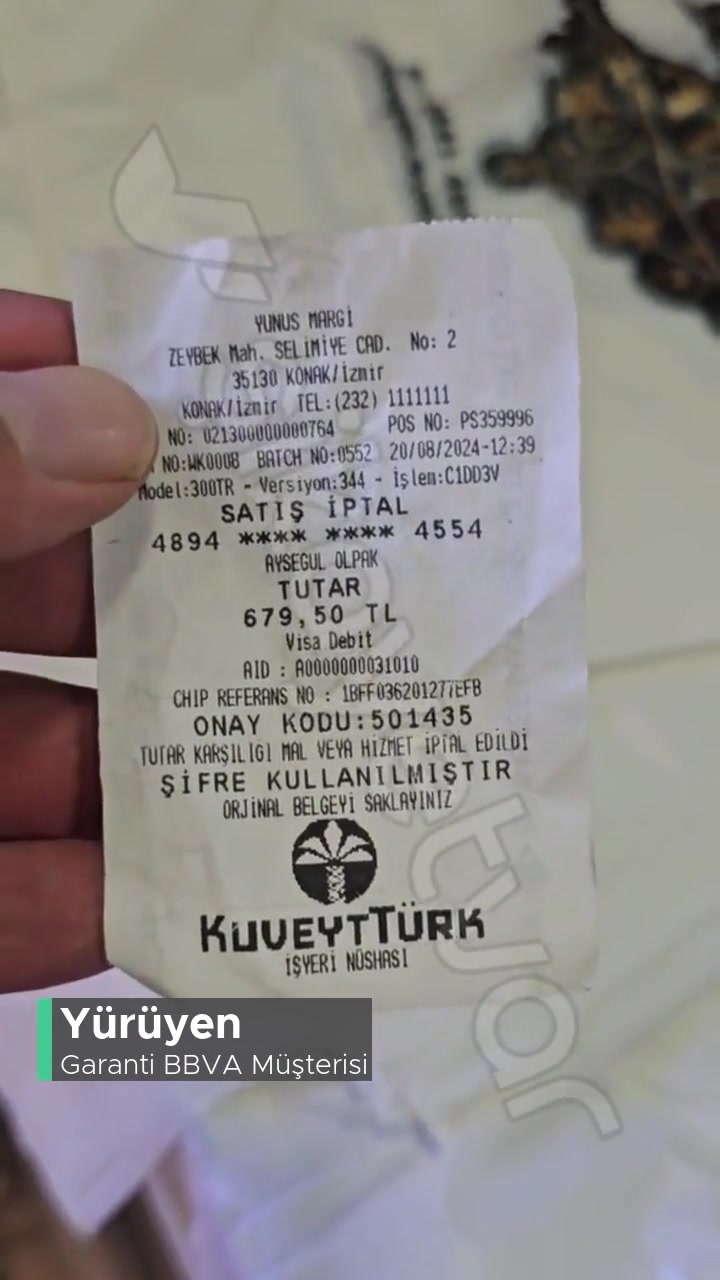 YUNUS MARGİ
ZEYBEK Mah. SELİMİYE CAD. No: 2
35130 KONAK/İzmir
KONAK/İzmir TEL:(232) 1111111
NO: 021300000000764 POS NO: PS359996
NO:WK0008 BATCH NO:0552 20/08/2024-12:39
Model:300TR - Versiyon:344 - İşlem:C1DD3V
SATIŞ İPTAL
4894 **** **** 4554
AYSEGUL OLPAK
TUTAR
679,50 TL
Visa Debit
AID : A0000000031010
CHIP REFERANS NO : 1BFF036201277EFB
ONAY KODU:501435
TUTAR KARŞILIĞI MAL VEYA HİZMET İPTAL EDİLDİ
ŞİFRE KULLANILMIŞTIR
ORJİNAL BELGEYİ SAKLAYINIZ
KUVEYTTÜRK
İŞYERİ NÜSHASI
Yürüyen
Garanti BBVA Müşterisi